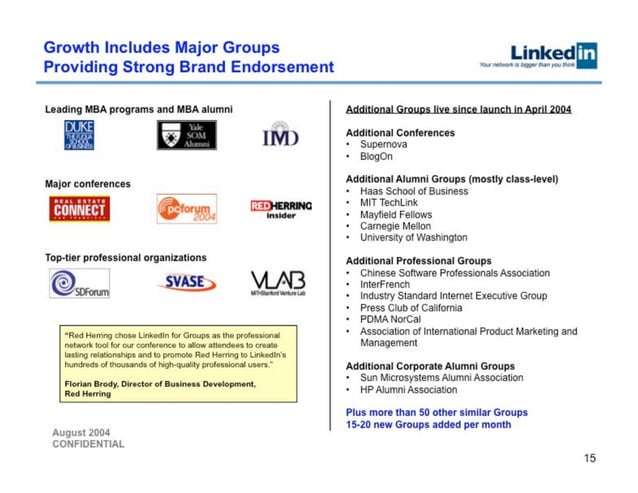 Growth Includes Major Groups
Providing Strong Brand Endorsement
Linkedin
Your network is bigger than you think
Leading MBA programs and MBA alumni
DUKE
THE FUQUA
SCHOOL
OF BUSINESS
Yale
SOM
Alumni
IMD
Major conferences
REAL ESTATE
CONNECT
SAN FRANCISCO
pcforum
2004
REDHERRING
insider
Top-tier professional organizations
SDForum
SVASE
VLAB
MIT-Stanford Venture Lab
“Red Herring chose LinkedIn for Groups as the professional
network tool for our conference to allow attendees to create
lasting relationships and to promote Red Herring to LinkedIn's
hundreds of thousands of high-quality professional users.”
Florian Brody, Director of Business Development,
Red Herring
August 2004
CONFIDENTIAL
Additional Groups live since launch in April 2004
Additional Conferences
• Supernova
• BlogOn
Additional Alumni Groups (mostly class-level)
• Haas School of Business
• MIT TechLink
• Mayfield Fellows
• Carnegie Mellon
• University of Washington
Additional Professional Groups
• Chinese Software Professionals Association
• InterFrench
• Industry Standard Internet Executive Group
• Press Club of California
• PDMA NorCal
• Association of International Product Marketing and
Management
Additional Corporate Alumni Groups
• Sun Microsystems Alumni Association
• HP Alumni Association
Plus more than 50 other similar Groups
15-20 new Groups added per month
15